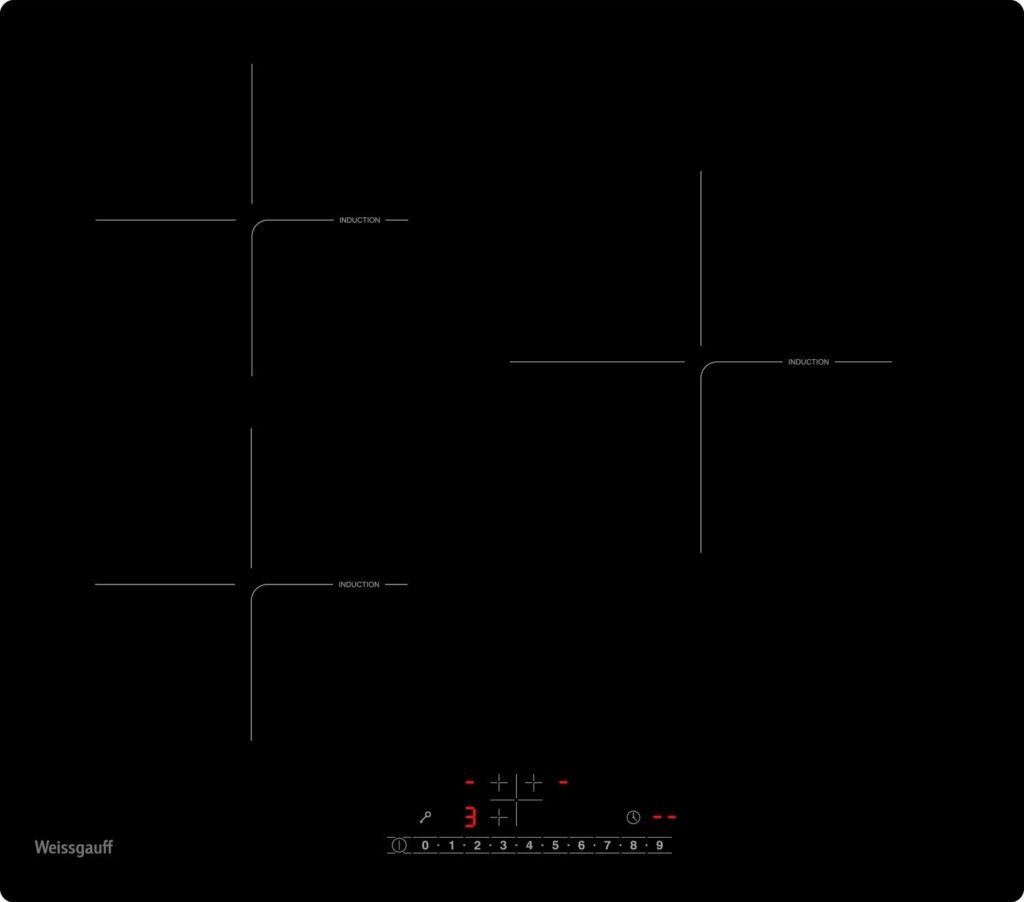 INDUCTION
INDUCTION
INDUCTION
- -
3 --
0 · 1 · 2 · 3 · 4 · 5 · 6 · 7 · 8 · 9
Weissgauff